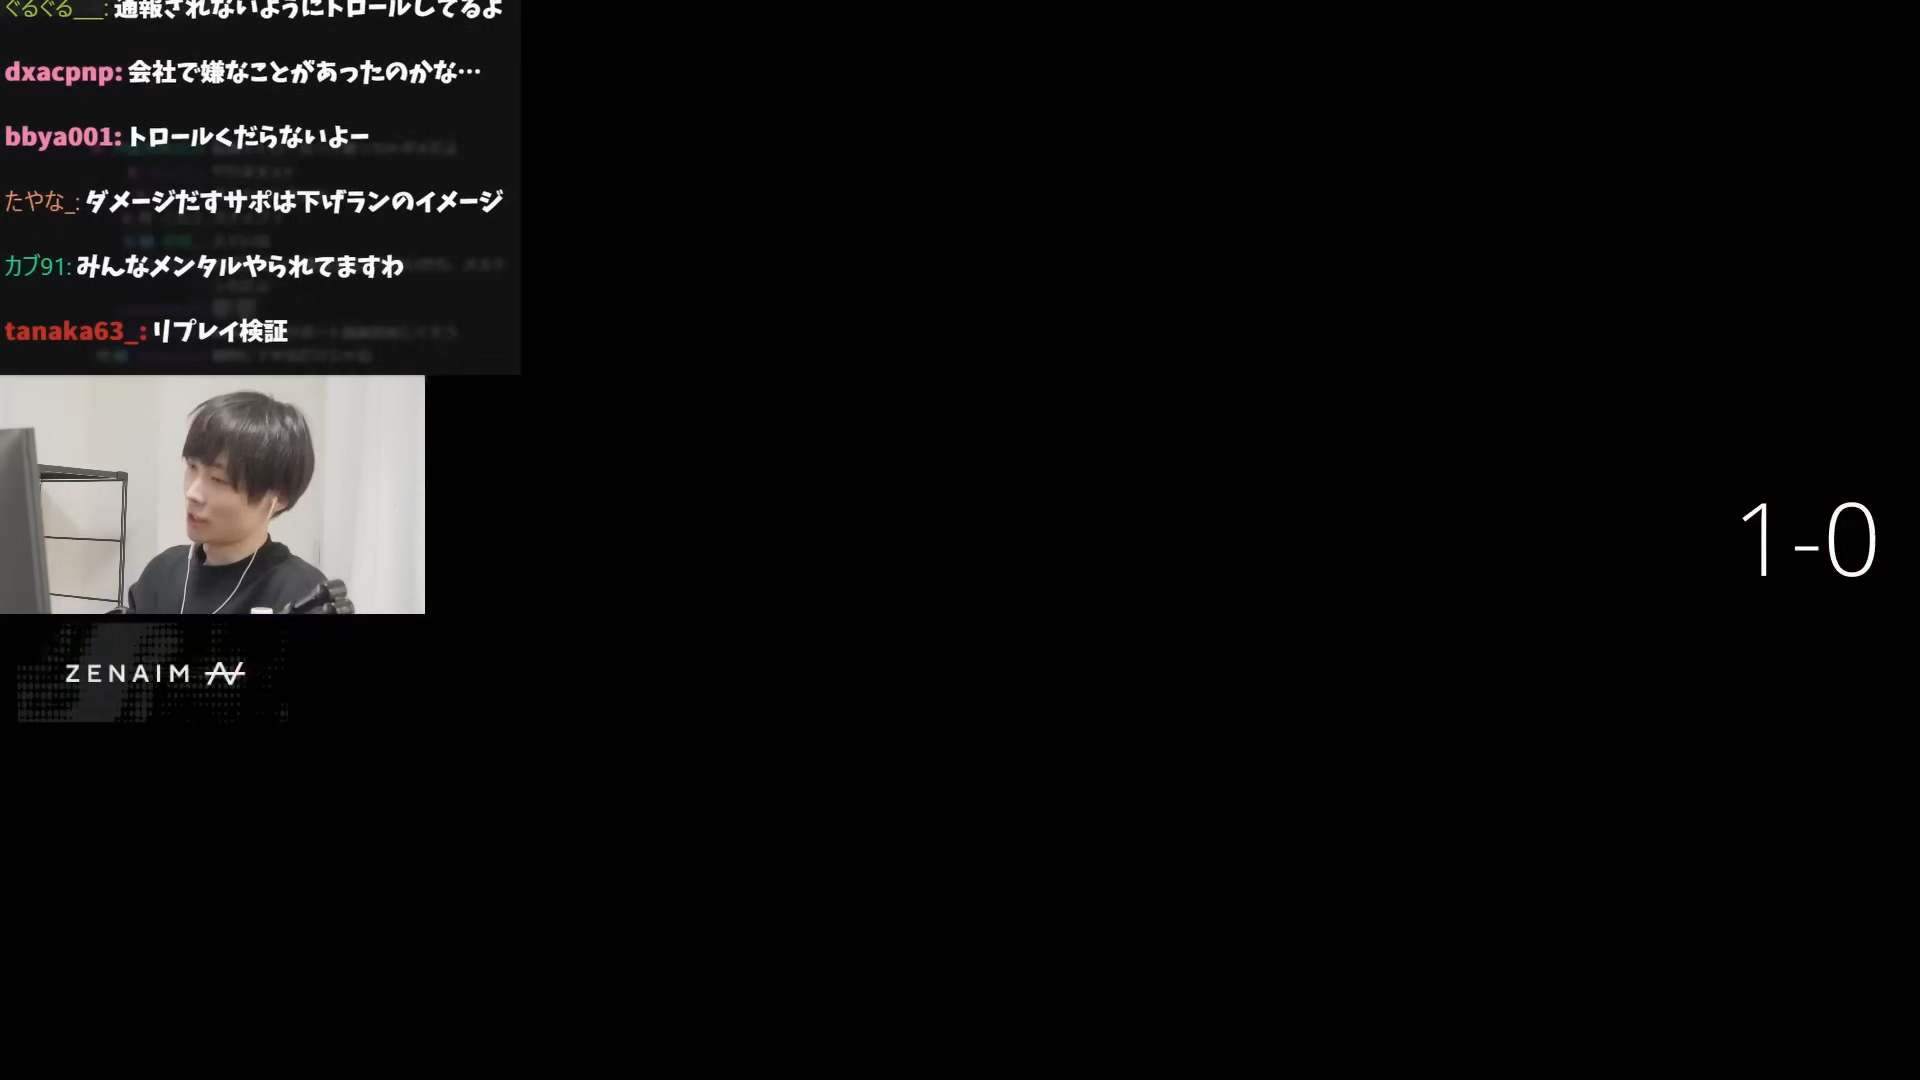 ぐるぐる___: 通報されないようにトロールしてるよ
dxacpnp: 会社で嫌なことがあったのかな…
bbya001: トロールくだらないよー
たやな_: ダメージだすサポは下げランのイメージ
カブ91: みんなメンタルやられてますわ
tanaka63_: リプレイ検証
1-0
ZENAIM